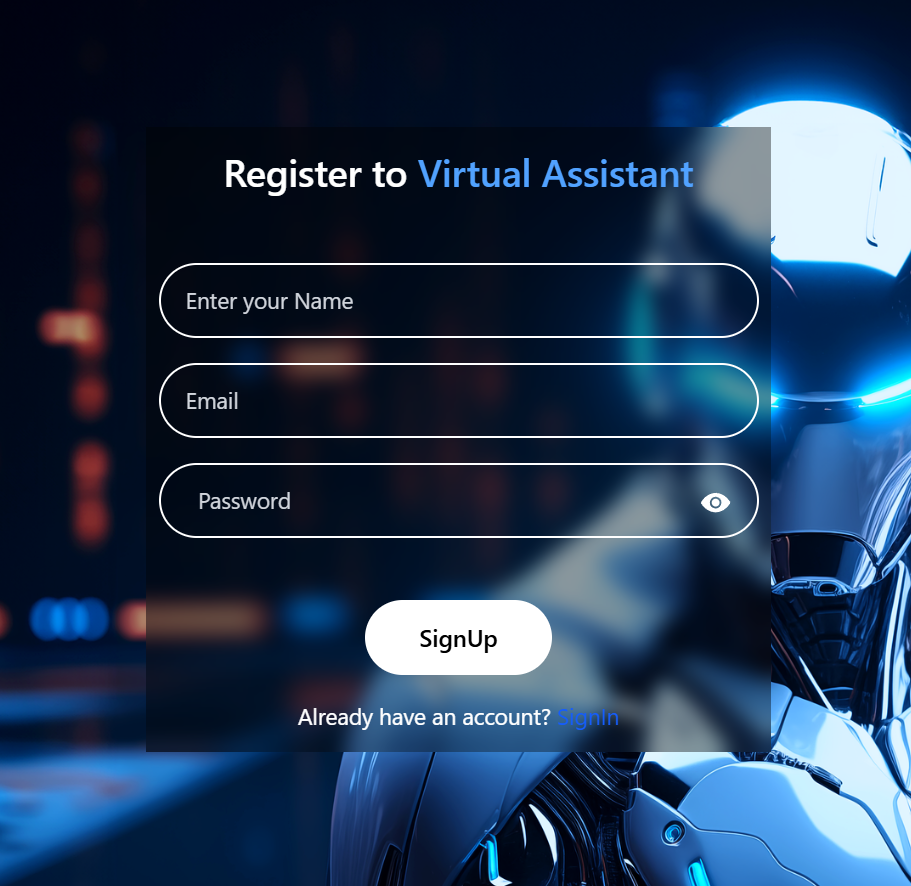 Register to Virtual Assistant
Enter your Name
Email
Password
SignUp
Already have an account? SignIn